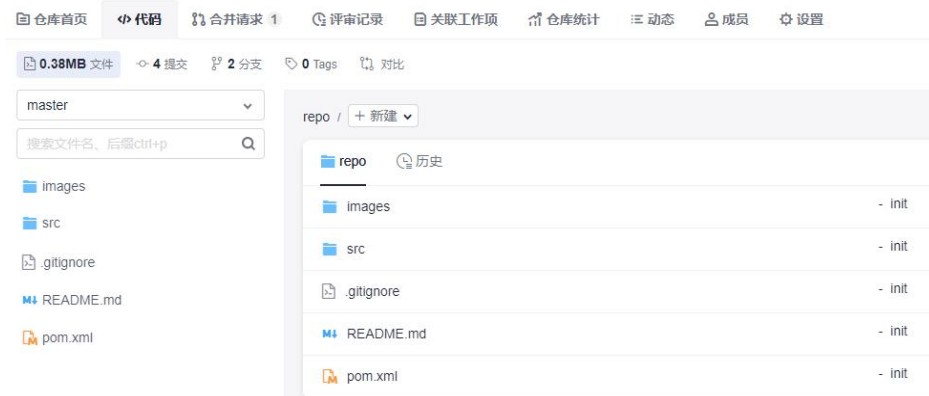 仓库首页 代码 合并请求 1 评审记录 关联工作项 仓库统计 动态 成员 设置
0.38MB 文件 4 提交 2 分支 0 Tags 对比
master
搜索文件名、后缀ctrl+p
images
src
.gitignore
README.md
pom.xml
repo / + 新建
repo 历史
images - init
src - init
.gitignore - init
README.md - init
pom.xml - init